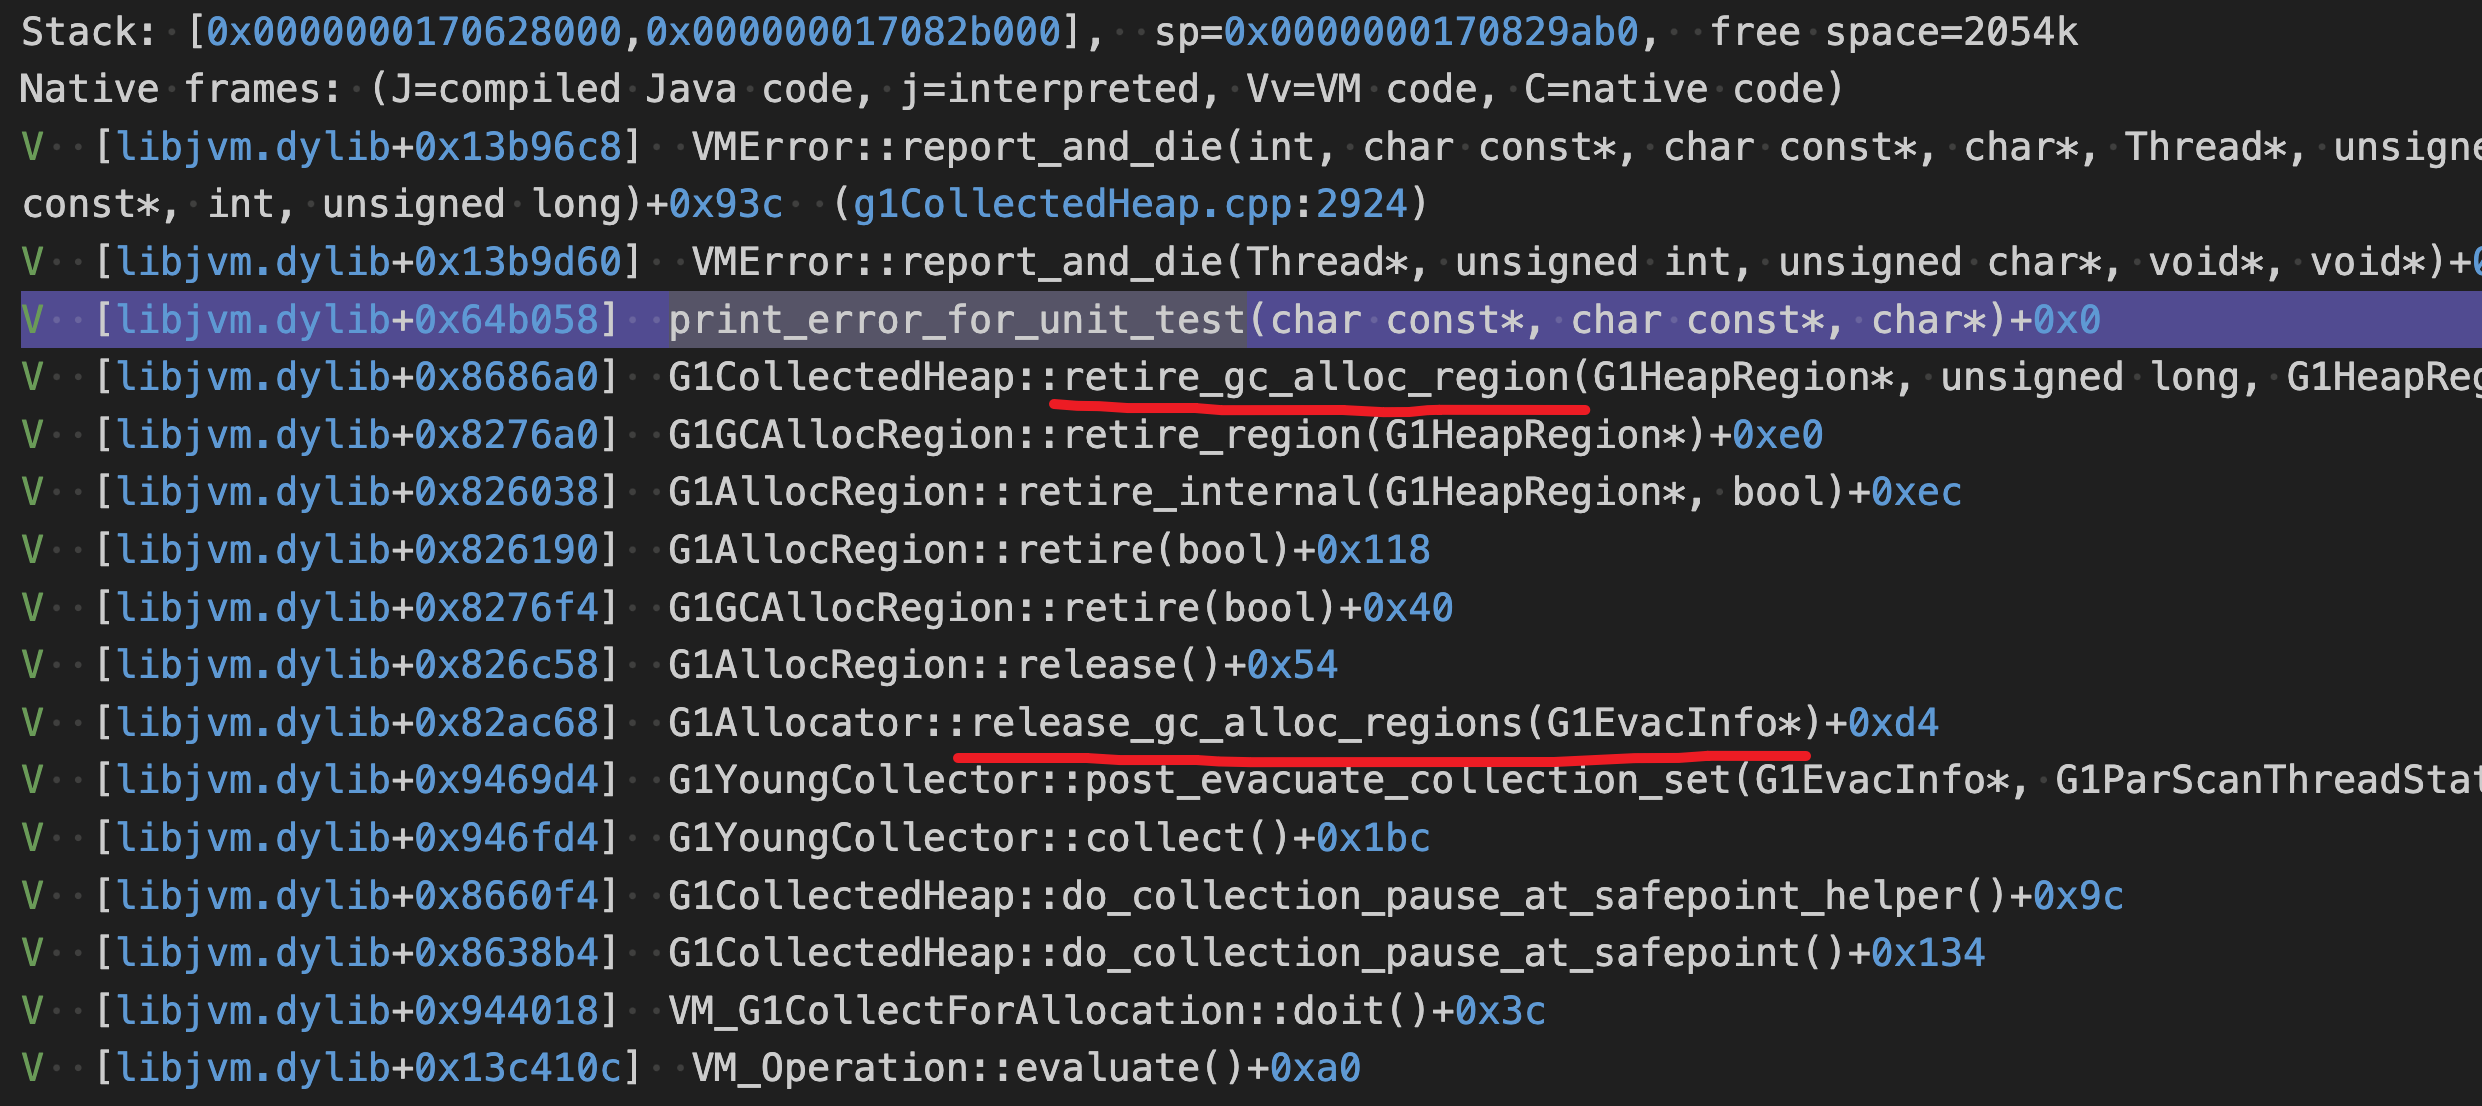 Stack: [0x0000000170628000,0x000000017082b000],  sp=0x0000000170829ab0,  free space=2054k
Native frames: (J=compiled Java code, j=interpreted, Vv=VM code, C=native code)
V  [libjvm.dylib+0x13b96c8]  VMError::report_and_die(int, char const*, char const*, char*, Thread*, unsigne
const*, int, unsigned long)+0x93c  (g1CollectedHeap.cpp:2924)
V  [libjvm.dylib+0x13b9d60]  VMError::report_and_die(Thread*, unsigned int, unsigned char*, void*, void*)+0
V  [libjvm.dylib+0x64b058]  print_error_for_unit_test(char const*, char const*, char*)+0x0
V  [libjvm.dylib+0x8686a0]  G1CollectedHeap::retire_gc_alloc_region(G1HeapRegion*, unsigned long, G1HeapReg
V  [libjvm.dylib+0x8276a0]  G1GCAllocRegion::retire_region(G1HeapRegion*)+0xe0
V  [libjvm.dylib+0x826038]  G1AllocRegion::retire_internal(G1HeapRegion*, bool)+0xec
V  [libjvm.dylib+0x826190]  G1AllocRegion::retire(bool)+0x118
V  [libjvm.dylib+0x8276f4]  G1GCAllocRegion::retire(bool)+0x40
V  [libjvm.dylib+0x826c58]  G1AllocRegion::release()+0x54
V  [libjvm.dylib+0x82ac68]  G1Allocator::release_gc_alloc_regions(G1EvacInfo*)+0xd4
V  [libjvm.dylib+0x9469d4]  G1YoungCollector::post_evacuate_collection_set(G1EvacInfo*, G1ParScanThreadStat
V  [libjvm.dylib+0x946fd4]  G1YoungCollector::collect()+0x1bc
V  [libjvm.dylib+0x8660f4]  G1CollectedHeap::do_collection_pause_at_safepoint_helper()+0x9c
V  [libjvm.dylib+0x8638b4]  G1CollectedHeap::do_collection_pause_at_safepoint()+0x134
V  [libjvm.dylib+0x944018]  VM_G1CollectForAllocation::doit()+0x3c
V  [libjvm.dylib+0x13c410c]  VM_Operation::evaluate()+0xa0